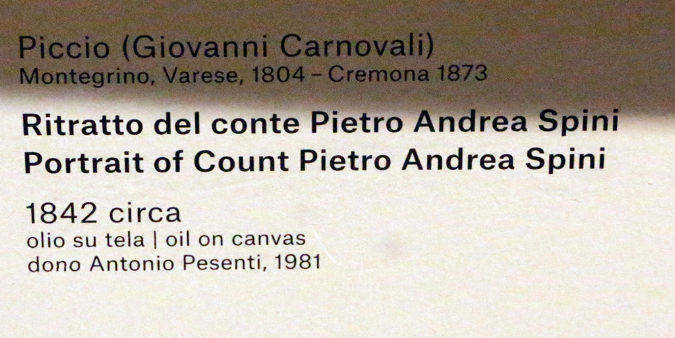 Piccio (Giovanni Carnovali)
Montegrino, Varese, 1804 – Cremona 1873
Ritratto del conte Pietro Andrea Spini
Portrait of Count Pietro Andrea Spini
1842 circa
olio su tela | oil on canvas
dono Antonio Pesenti, 1981